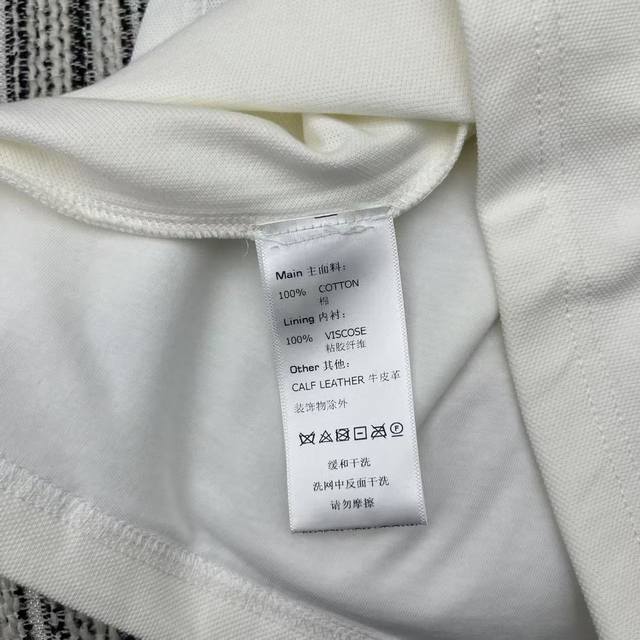 Main 主面料:
100% COTTON
棉
Lining 内衬:
100% VISCOSE
粘胶纤维
Other 其他:
CALF LEATHER 牛皮革
装饰物除外
缓和干洗
洗网中反面干洗
请勿摩擦